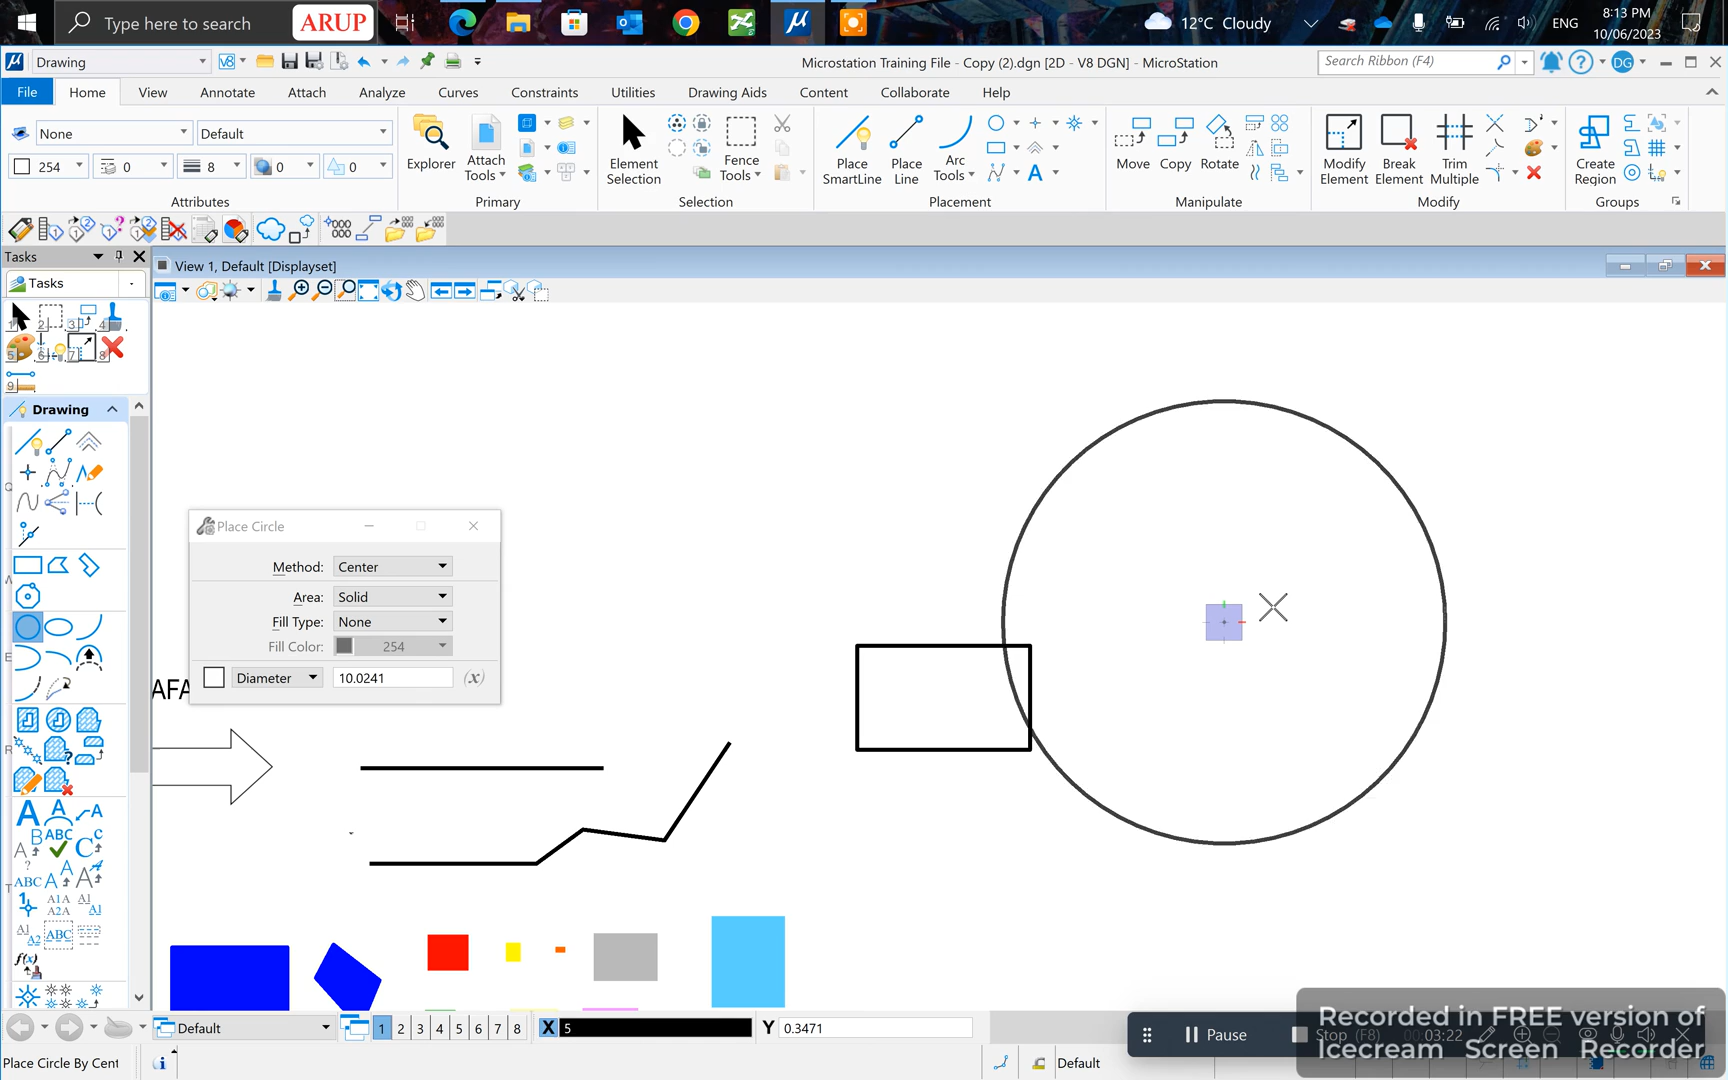 Type here to search
ARUP
12°C Cloudy
ENG
8:13 PM
10/06/2023
Drawing
V8
Microstation Training File - Copy (2).dgn [2D - V8 DGN] - MicroStation
Search Ribbon (F4)
DG
File
Home
View
Annotate
Attach
Analyze
Curves
Constraints
Utilities
Drawing Aids
Content
Collaborate
Help
None
Default
254
0
8
0
0
Attributes
Explorer
Attach Tools
Primary
Element Selection
Fence Tools
Selection
Place SmartLine
Place Line
Arc Tools
Placement
Move
Copy
Rotate
Manipulate
Modify Element
Break Element
Trim Multiple
Modify
Create Region
Groups
Tasks
Tasks
View 1, Default [Displayset]
Drawing
Place Circle
Method: Center
Area: Solid
Fill Type: None
Fill Color: 254
Diameter 10.0241 (x)
AFA
Default
1 2 3 4 5 6 7 8
X 5
Y 0.3471
Place Circle By Cent
Default
Pause
Stop (F8)
00:03:22
Recorded in FREE version of
Icecream Screen Recorder